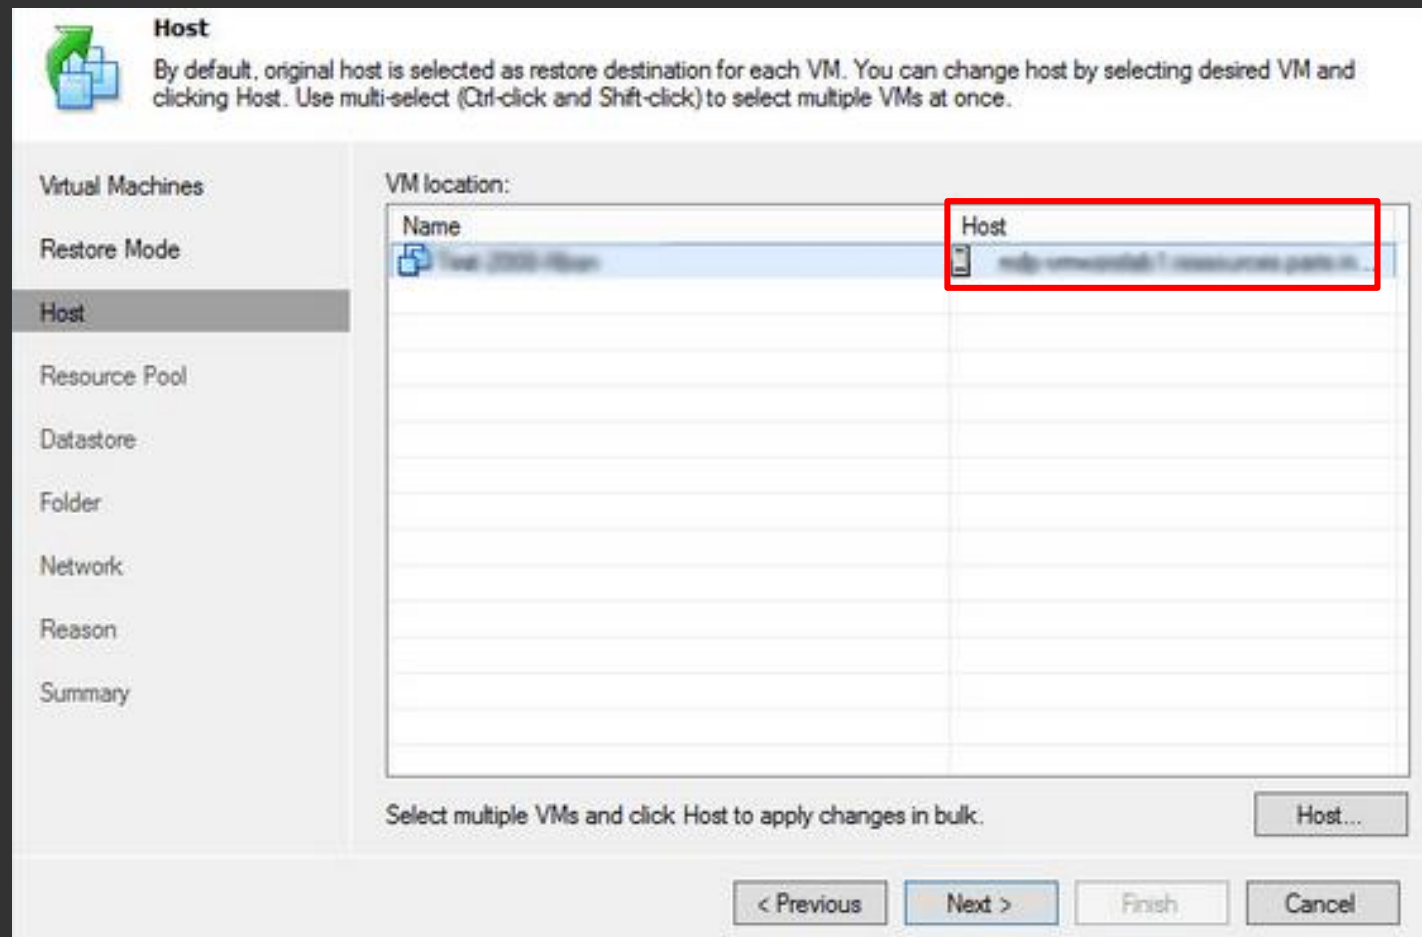 Host
By default, original host is selected as restore destination for each VM. You can change host by selecting desired VM and
clicking Host. Use multi-select (Ctrl-click and Shift-click) to select multiple VMs at once.
Virtual Machines
Restore Mode
Host
Resource Pool
Datastore
Folder
Network
Reason
Summary
VM location:
Name Host
Select multiple VMs and click Host to apply changes in bulk.
Host...
< Previous Next > Finish Cancel